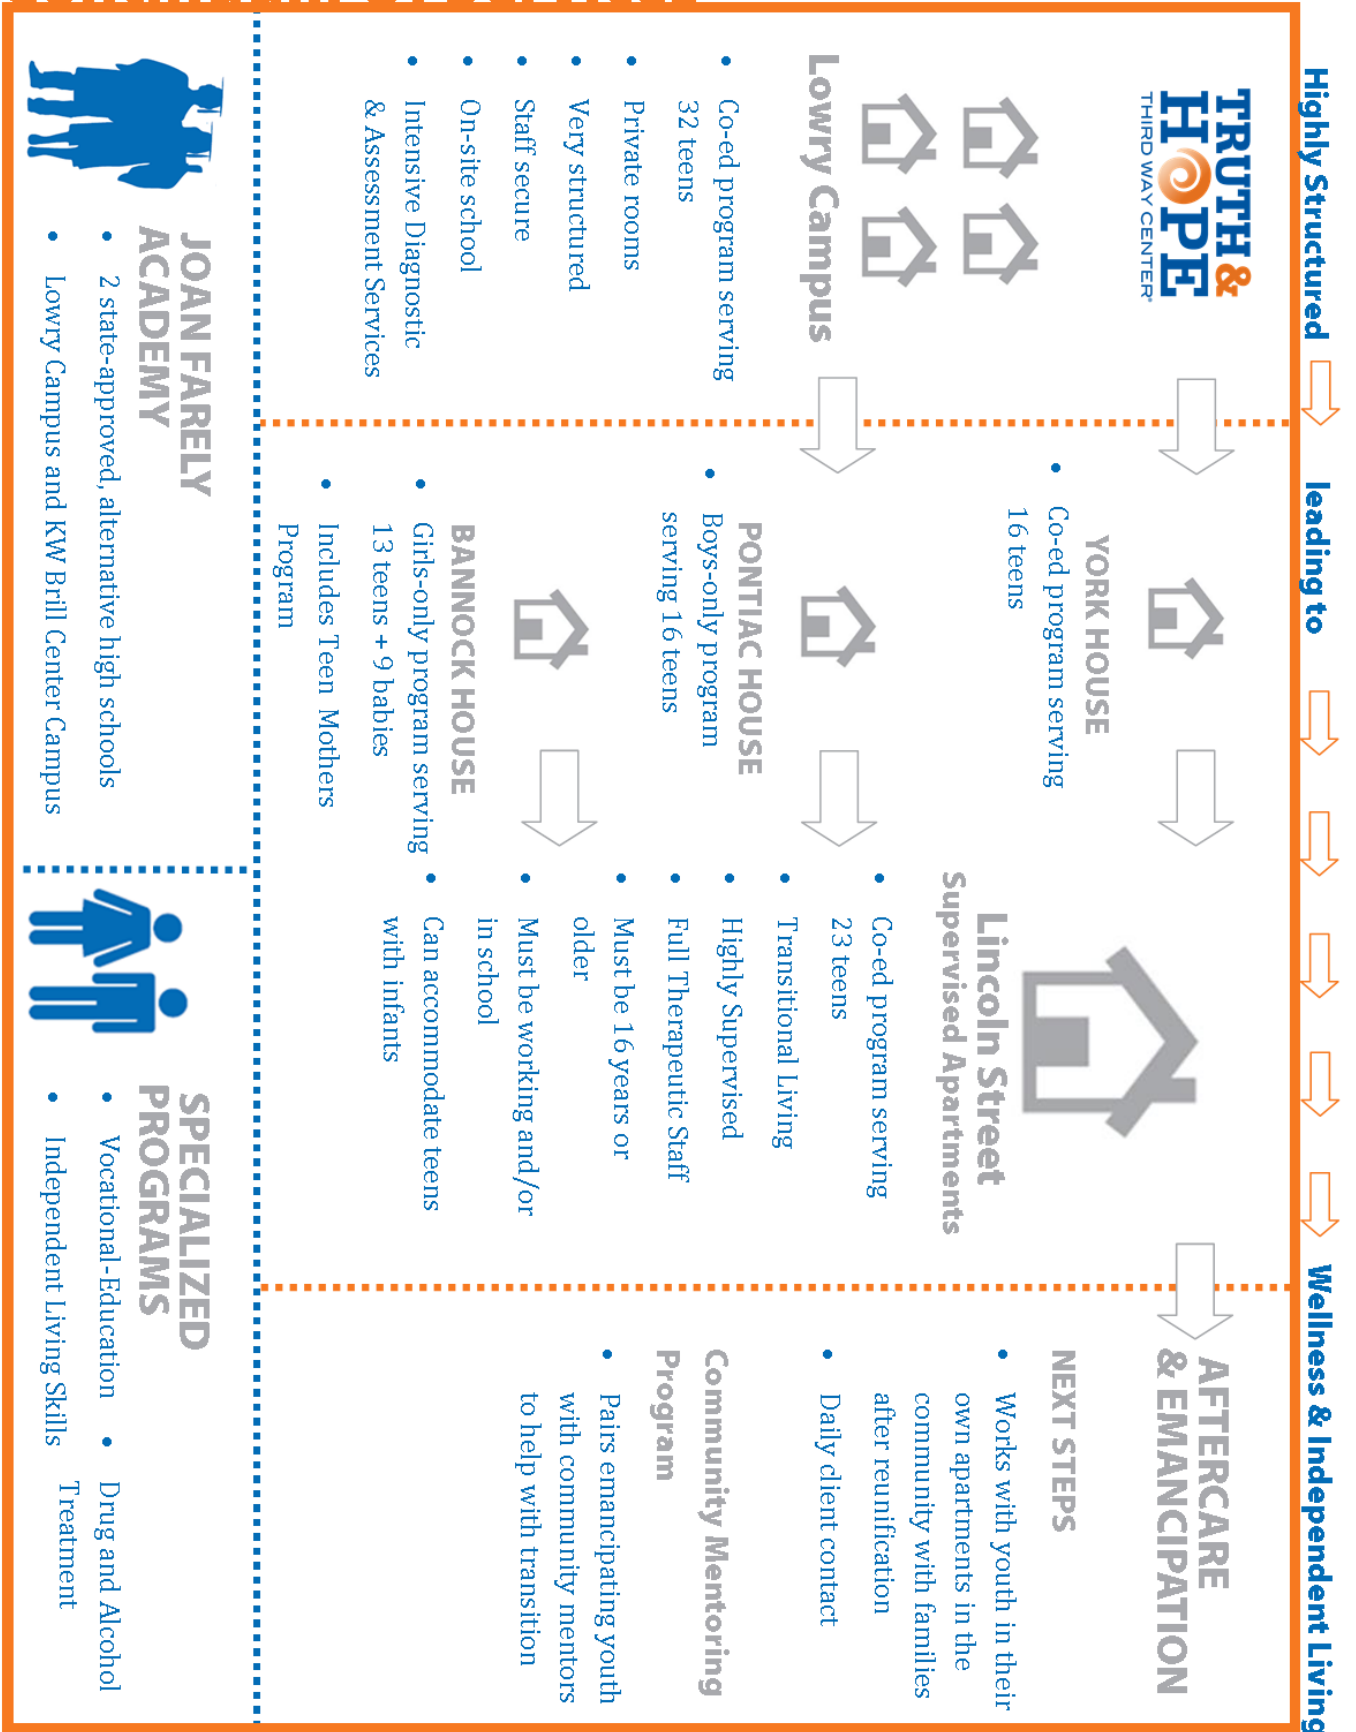 Highly Structured
leading to
Wellness & Independent Living
TRUTH &
HOPE
THIRD WAY CENTER®
Lowry Campus
• Co-ed program serving
32 teens
• Private rooms
• Very structured
• Staff secure
• On-site school
• Intensive Diagnostic
& Assessment Services
YORK HOUSE
• Co-ed program serving
16 teens
PONTIAC HOUSE
• Boys-only program
serving 16 teens
BANNOCK HOUSE
• Girls-only program serving
13 teens + 9 babies
• Includes Teen Mothers
Program
Lincoln Street
Supervised Apartments
• Co-ed program serving
23 teens
• Transitional Living
• Highly Supervised
• Full Therapeutic Staff
• Must be 16 years or
older
• Must be working and/or
in school
• Can accommodate teens
with infants
AFTERCARE
& EMANCIPATION
NEXT STEPS
• Works with youth in their
own apartments in the
community with families
after reunification
• Daily client contact
Community Mentoring
Program
• Pairs emancipating youth
with community mentors
to help with transition
JOAN FARELY
ACADEMY
• 2 state-approved, alternative high schools
• Lowry Campus and KW Brill Center Campus
SPECIALIZED
PROGRAMS
• Vocational-Education
• Independent Living Skills
• Drug and Alcohol
Treatment